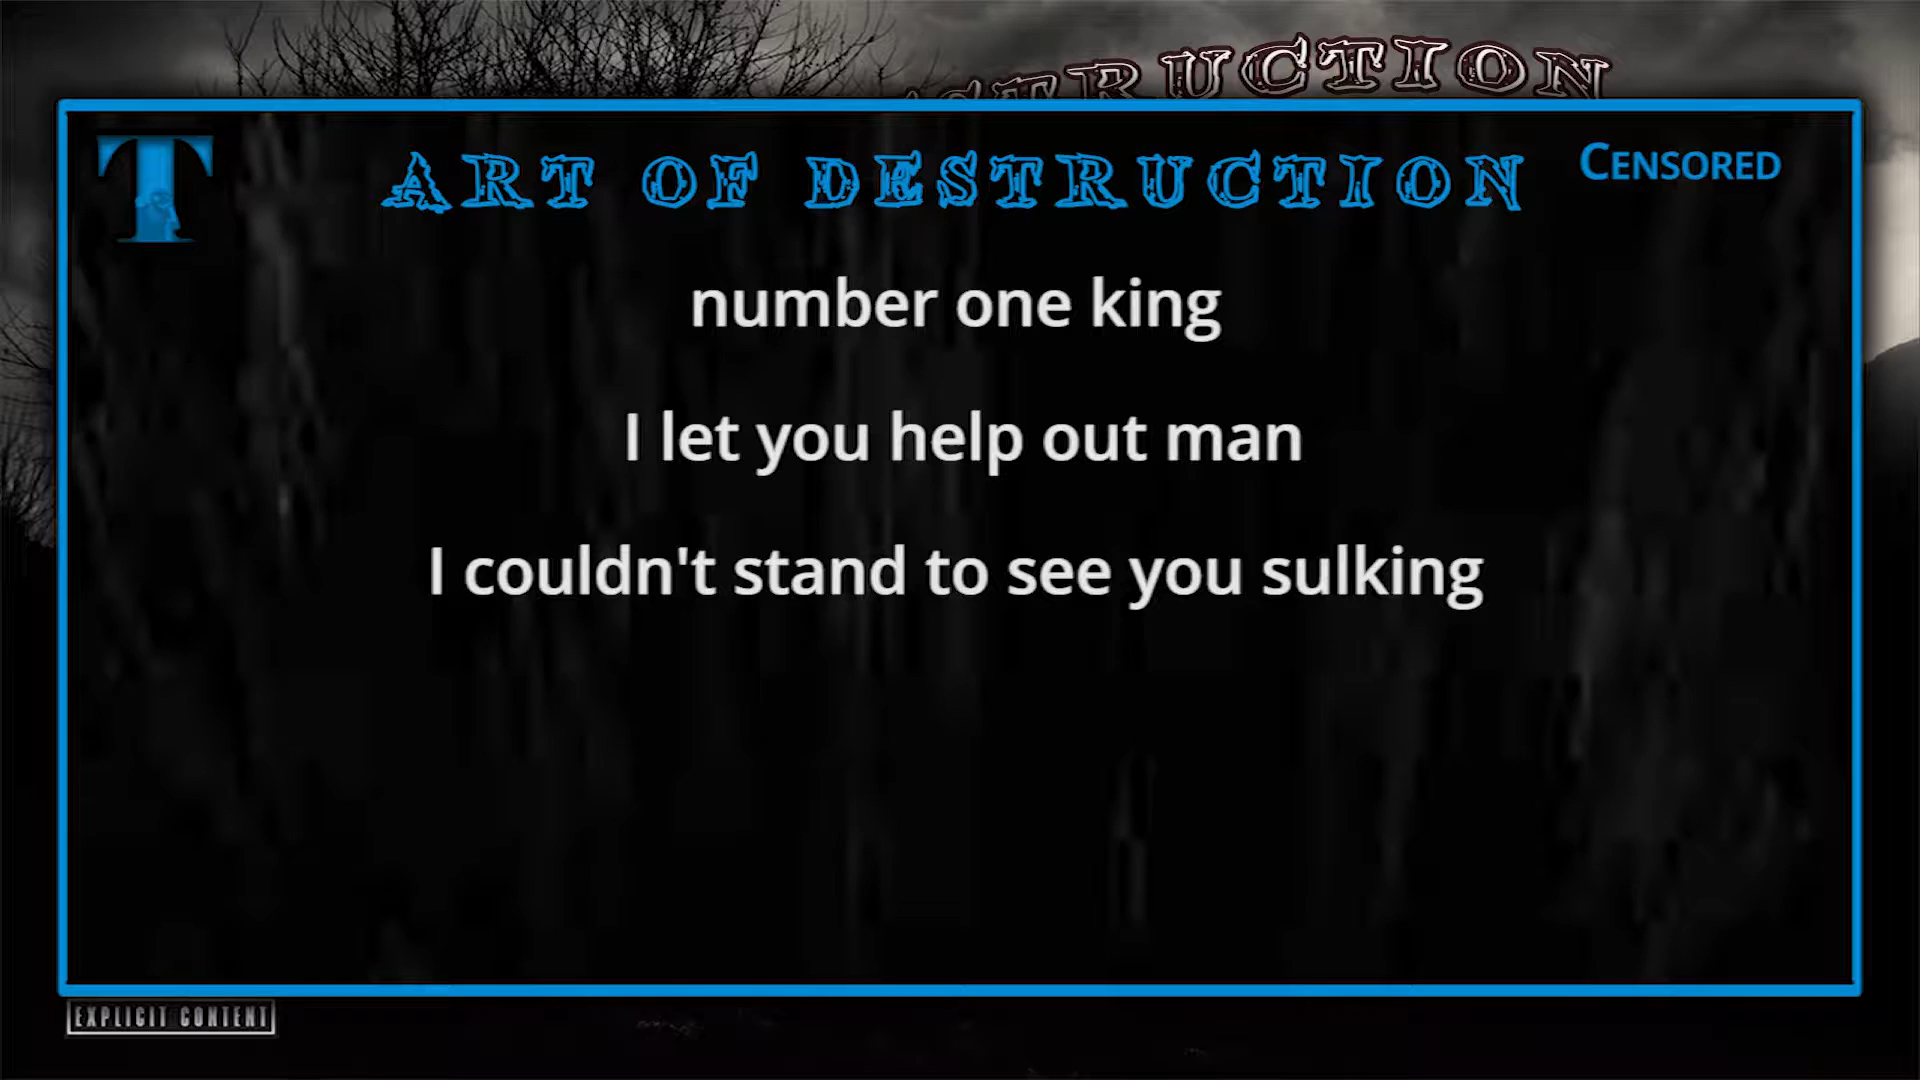 STRUCTION
T
ART OF DESTRUCTION
CENSORED
number one king
I let you help out man
I couldn't stand to see you sulking
EXPLICIT CONTENT